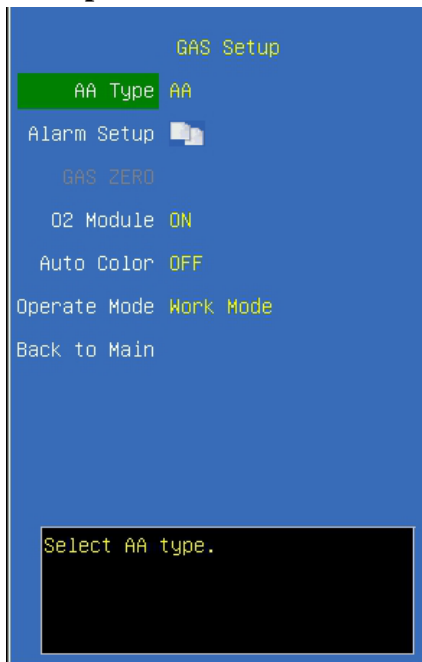 GAS Setup
AA Type AA
Alarm Setup
GAS ZERO
O2 Module ON
Auto Color OFF
Operate Mode Work Mode
Back to Main
Select AA type.